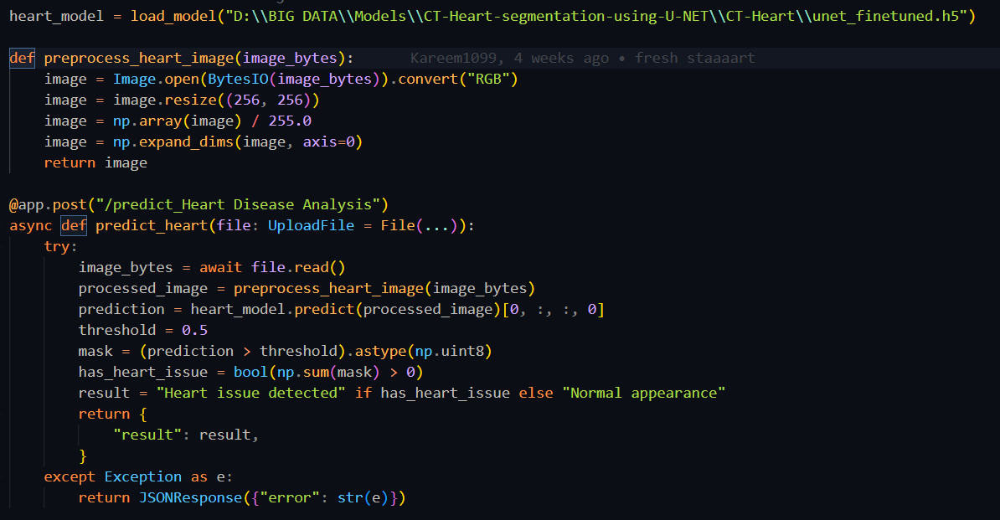 heart_model = load_model("D:\\BIG DATA\\Models\\CT-Heart-segmentation-using-U-NET\\CT-Heart\\unet_finetuned.h5")
def preprocess_heart_image(image_bytes): Kareem1099, 4 weeks ago • fresh staaaart
image = Image.open(BytesIO(image_bytes)).convert("RGB")
image = image.resize((256, 256))
image = np.array(image) / 255.0
image = np.expand_dims(image, axis=0)
return image
@app.post("/predict_Heart Disease Analysis")
async def predict_heart(file: UploadFile = File(...)):
try:
image_bytes = await file.read()
processed_image = preprocess_heart_image(image_bytes)
prediction = heart_model.predict(processed_image)[0, :, :, 0]
threshold = 0.5
mask = (prediction > threshold).astype(np.uint8)
has_heart_issue = bool(np.sum(mask) > 0)
result = "Heart issue detected" if has_heart_issue else "Normal appearance"
return {
"result": result,
}
except Exception as e:
return JSONResponse({"error": str(e)})